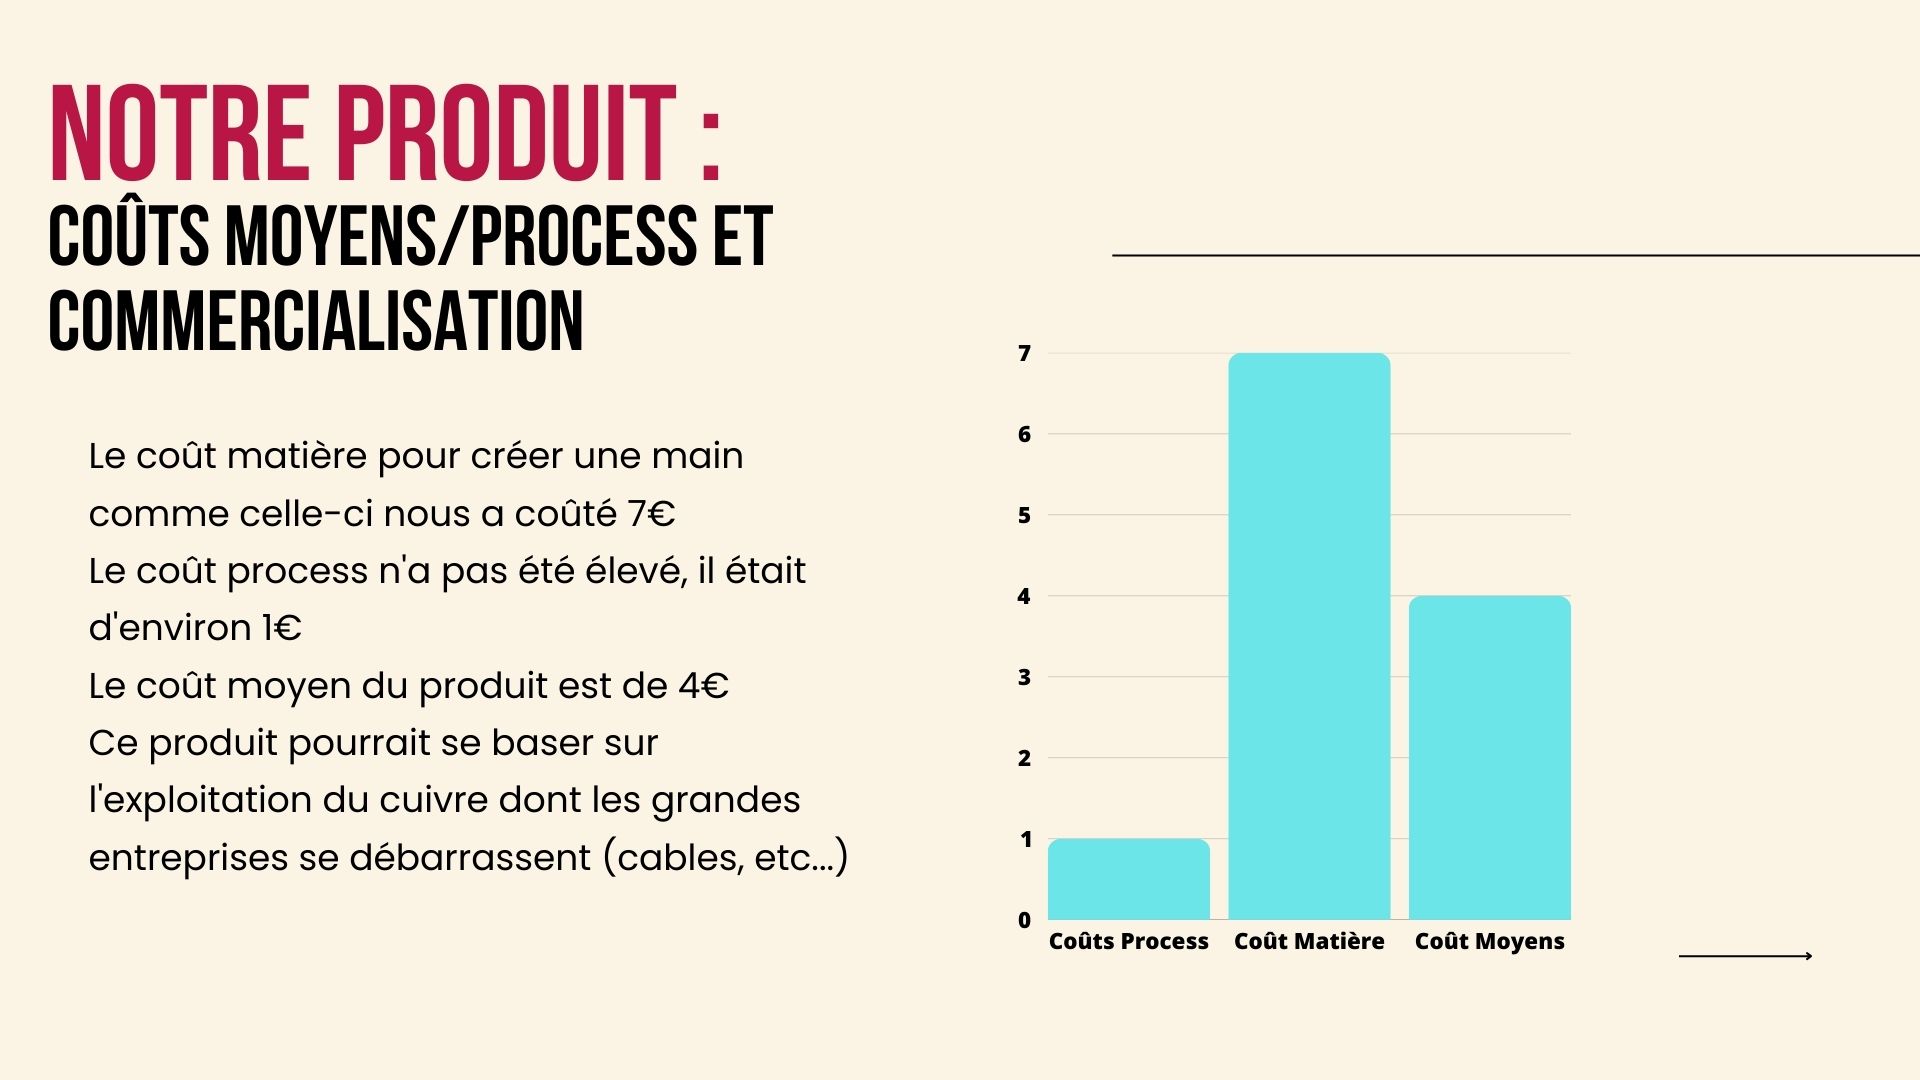 NOTRE PRODUIT :
COÛTS MOYENS/PROCESS ET
COMMERCIALISATION
Le coût matière pour créer une main
comme celle-ci nous a coûté 7€
Le coût process n'a pas été élevé, il était
d'environ 1€
Le coût moyen du produit est de 4€
Ce produit pourrait se baser sur
l'exploitation du cuivre dont les grandes
entreprises se débarrassent (cables, etc...)
7
6
5
4
3
2
1
0
Coûts Process Coût Matière Coût Moyens